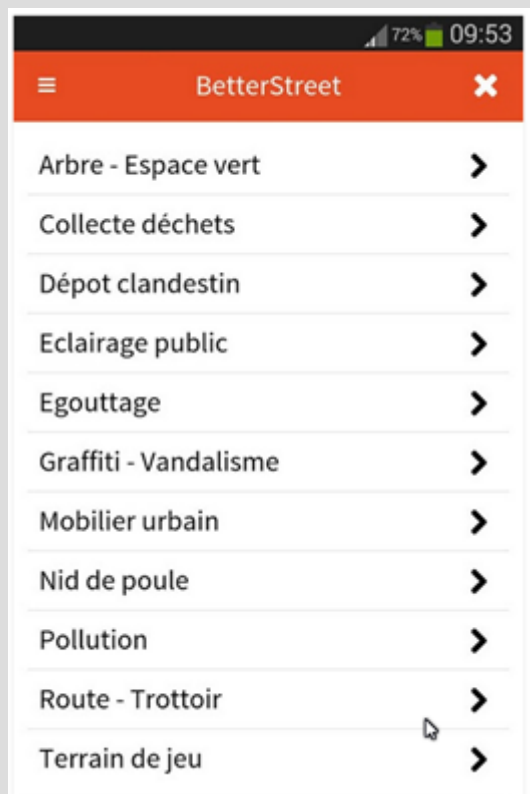 72% 09:53
BetterStreet
Arbre - Espace vert
Collecte déchets
Dépot clandestin
Eclairage public
Egouttage
Graffiti - Vandalisme
Mobilier urbain
Nid de poule
Pollution
Route - Trottoir
Terrain de jeu